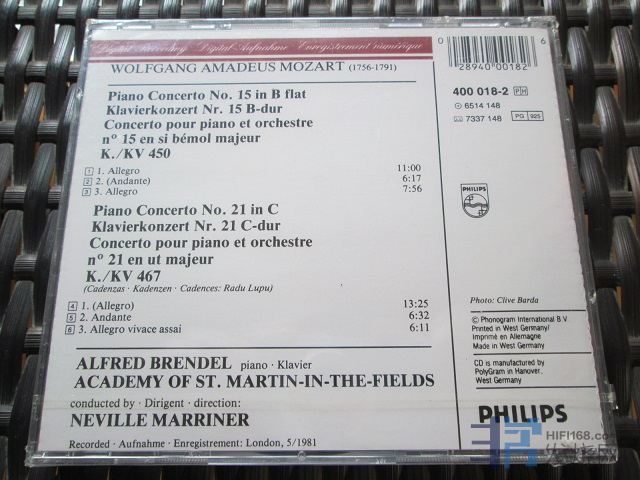 Digital Recording Digital-Aufnahme Enregistrement numérique
WOLFGANG AMADEUS MOZART (1756-1791)
Piano Concerto No. 15 in B flat
Klavierkonzert Nr. 15 B-dur
Concerto pour piano et orchestre
n° 15 en si bémol majeur
K./KV 450
1 1. Allegro 11:00
2 2. (Andante) 6:17
3 3. Allegro 7:56
Piano Concerto No. 21 in C
Klavierkonzert Nr. 21 C-dur
Concerto pour piano et orchestre
n° 21 en ut majeur
K./KV 467
(Cadenzas · Kadenzen · Cadences: Radu Lupu)
4 1. (Allegro) 13:25
5 2. Andante 6:32
6 3. Allegro vivace assai 6:11
ALFRED BRENDEL piano · Klavier
ACADEMY OF ST. MARTIN-IN-THE-FIELDS
conducted by · Dirigent · direction:
NEVILLE MARRINER
Recorded · Aufnahme · Enregistrement: London, 5/1981
0 28940 00182 6
400 018-2 PH
6514 148
7337 148
PG 925
PHILIPS
Photo: Clive Barda
℗ Phonogram International B.V.
Printed in West Germany/
Imprimé en Allemagne
Made in West Germany
CD is manufactured by
PolyGram in Hanover,
West Germany
PHILIPS
HIFI168.com